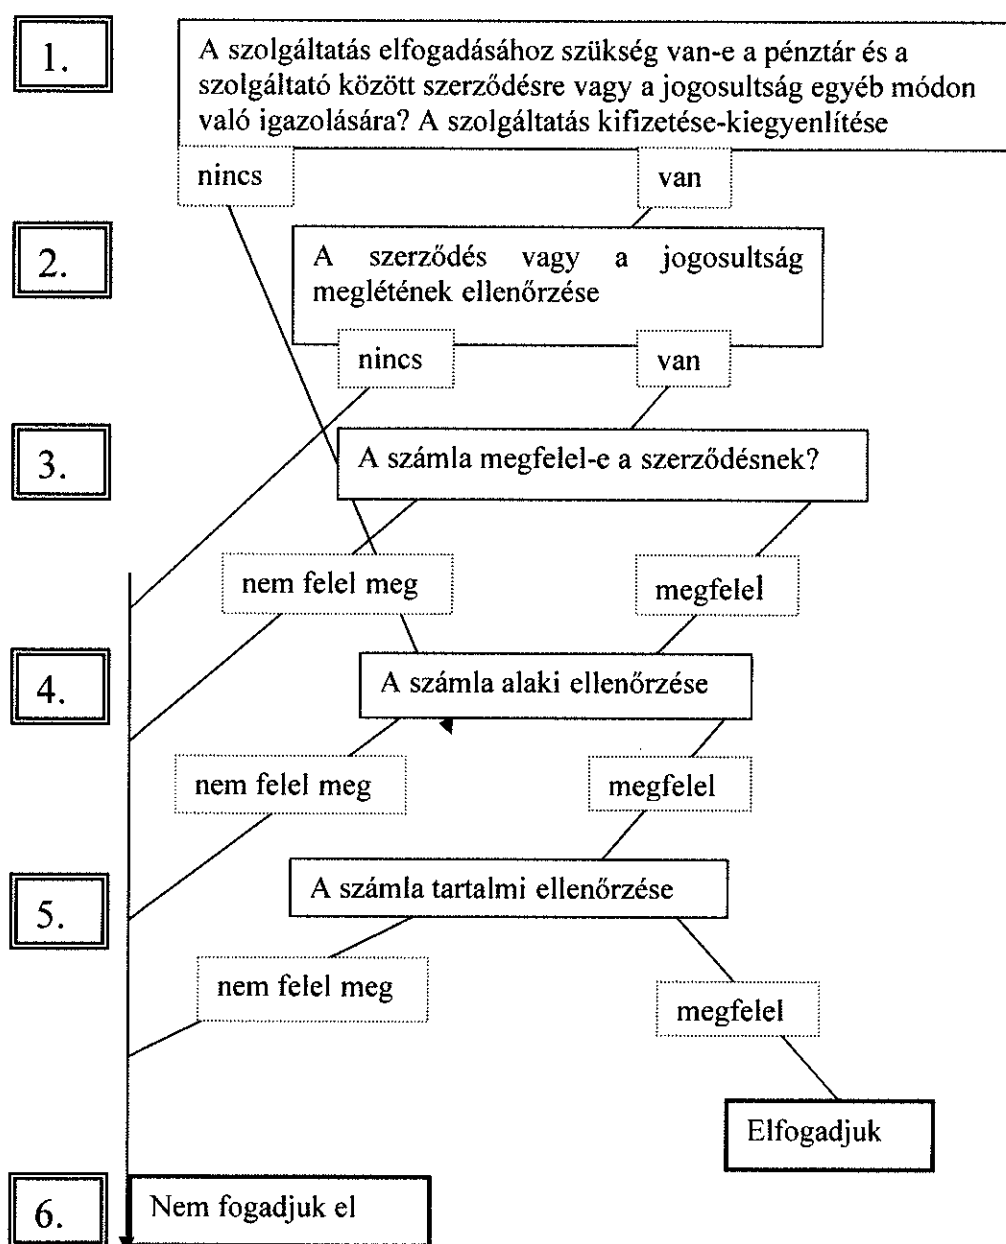 1.
A szolgáltatás elfogadásához szükség van-e a pénztár és a
szolgáltató között szerződésre vagy a jogosultság egyéb módon
való igazolására? A szolgáltatás kifizetése-kiegyenlítése
nincs
van
2.
A szerződés vagy a jogosultság
meglétének ellenőrzése
nincs
van
3.
A számla megfelel-e a szerződésnek?
nem felel meg
megfelel
4.
A számla alaki ellenőrzése
nem felel meg
megfelel
5.
A számla tartalmi ellenőrzése
nem felel meg
megfelel
Elfogadjuk
6.
Nem fogadjuk el